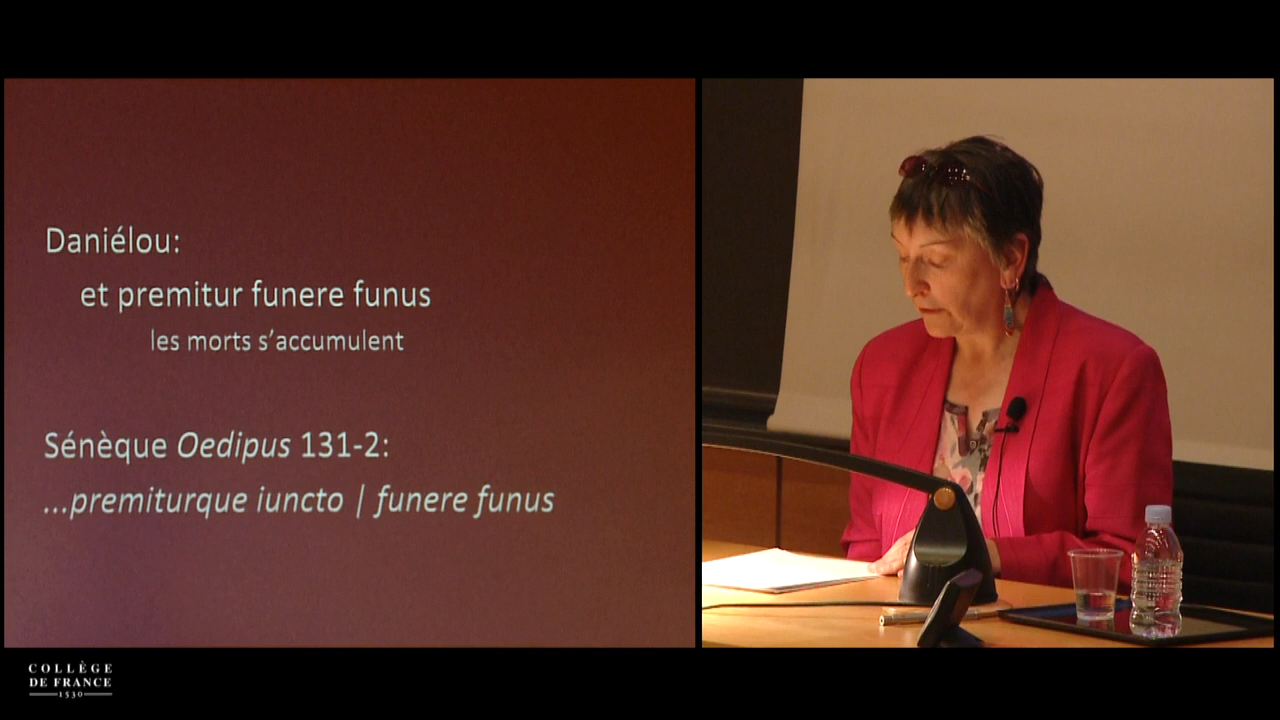 Daniélou:
et premitur funere funus
les morts s’accumulent
Sénèque Oedipus 131-2:
...premiturque iuncto | funere funus
COLLÈGE
DE FRANCE
1530